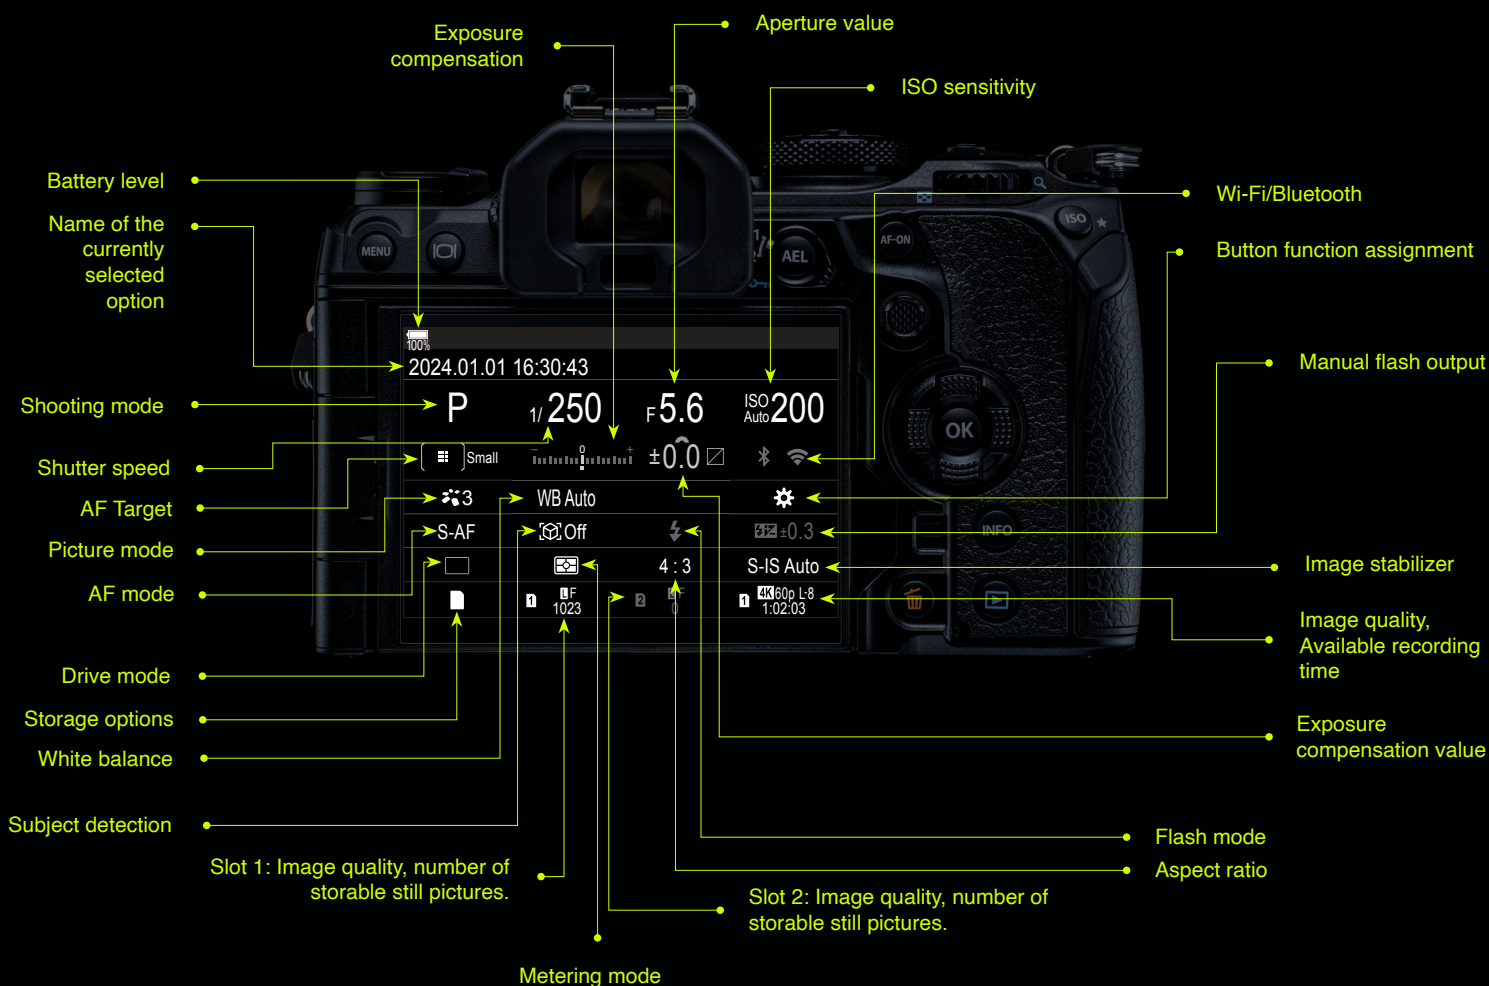 Exposure
compensation
Aperture value
ISO sensitivity
Battery level
Wi-Fi/Bluetooth
Name of the
currently
selected
option
Button function assignment
MENU
AEL
AF-ON
ISO
100%
2024.01.01 16:30:43
Manual flash output
Shooting mode
P
1/250
F5.6
ISO
Auto
200
OK
Shutter speed
Small
− 0 +
±0.0
AF Target
3
WB Auto
Picture mode
S-AF
Off
±0.3
INFO
AF mode
4 : 3
S-IS Auto
Image stabilizer
1
L F
1023
2
0
1
4K 60p L-8
1:02:03
Image quality,
Available recording
time
Drive mode
Storage options
White balance
Exposure
compensation value
Subject detection
Flash mode
Aspect ratio
Slot 1: Image quality, number of
storable still pictures.
Slot 2: Image quality, number of
storable still pictures.
Metering mode